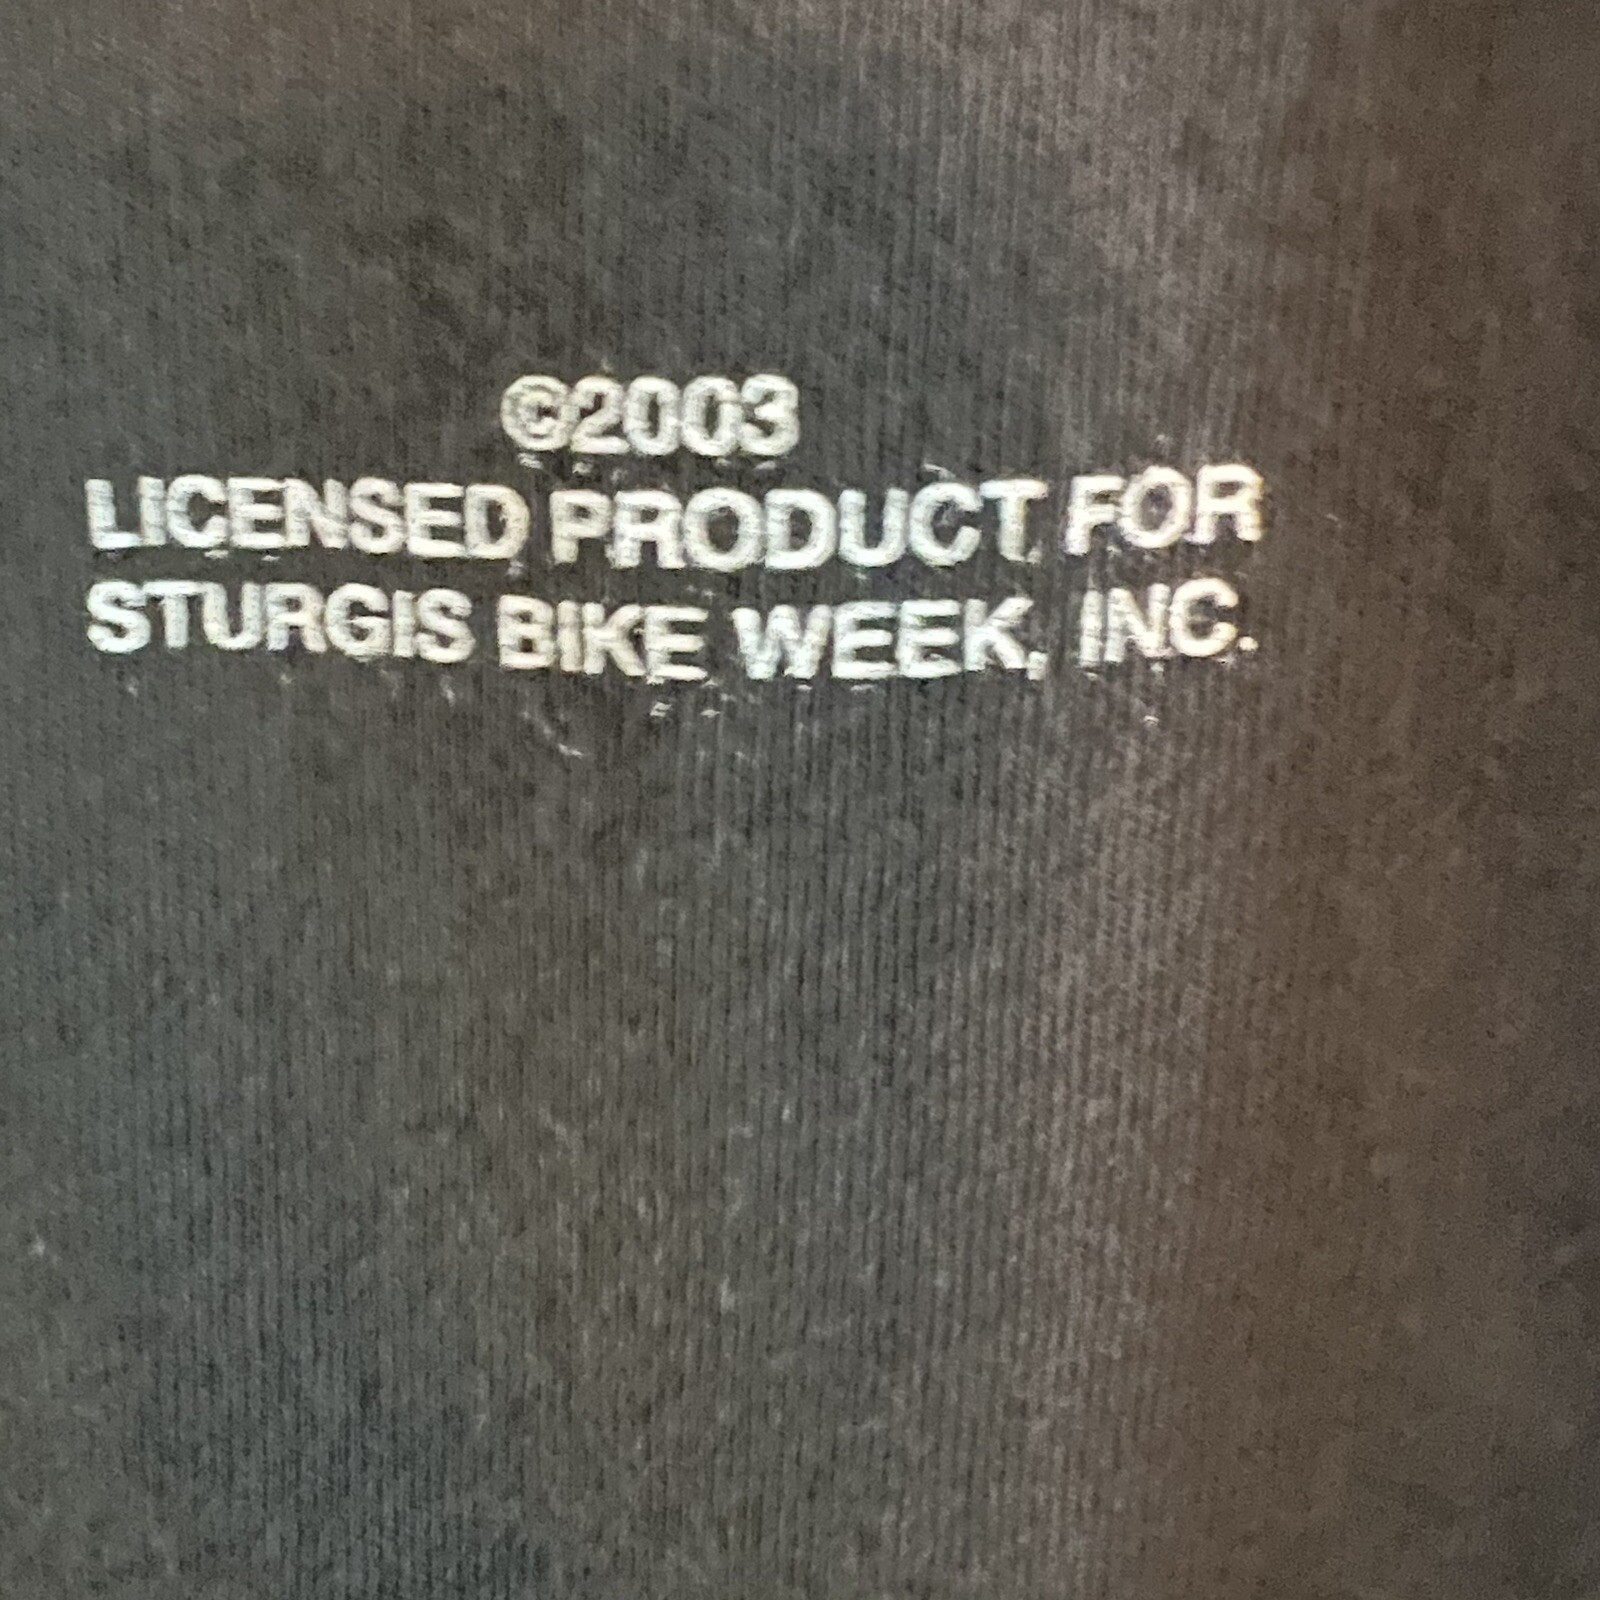 ©2003
LICENSED PRODUCT FOR
STURGIS BIKE WEEK, INC.